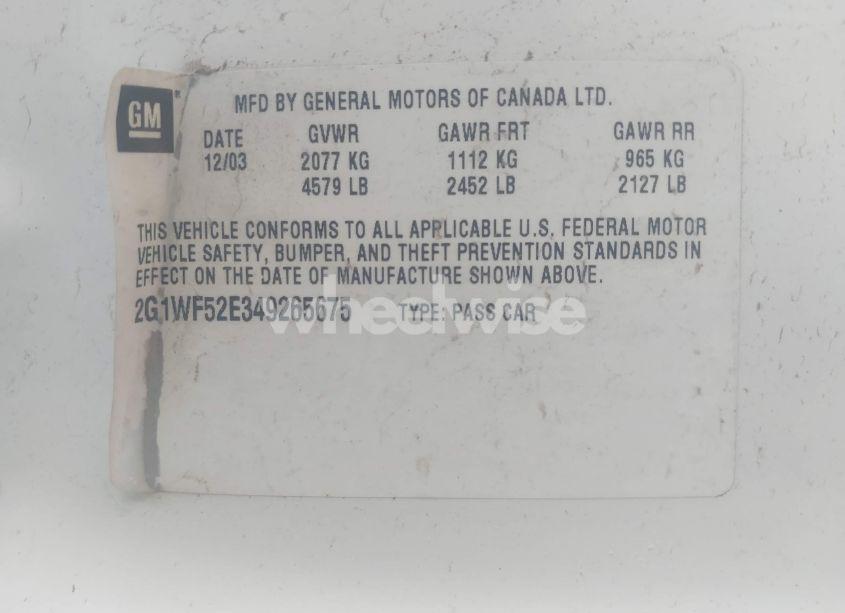 GM
MFD BY GENERAL MOTORS OF CANADA LTD.
DATE GVWR GAWR FRT GAWR RR
12/03 2077 KG 1112 KG 965 KG
4579 LB 2452 LB 2127 LB
THIS VEHICLE CONFORMS TO ALL APPLICABLE U.S. FEDERAL MOTOR
VEHICLE SAFETY, BUMPER, AND THEFT PREVENTION STANDARDS IN
EFFECT ON THE DATE OF MANUFACTURE SHOWN ABOVE.
2G1WF52E349265675 TYPE: PASS CAR
wheelwise